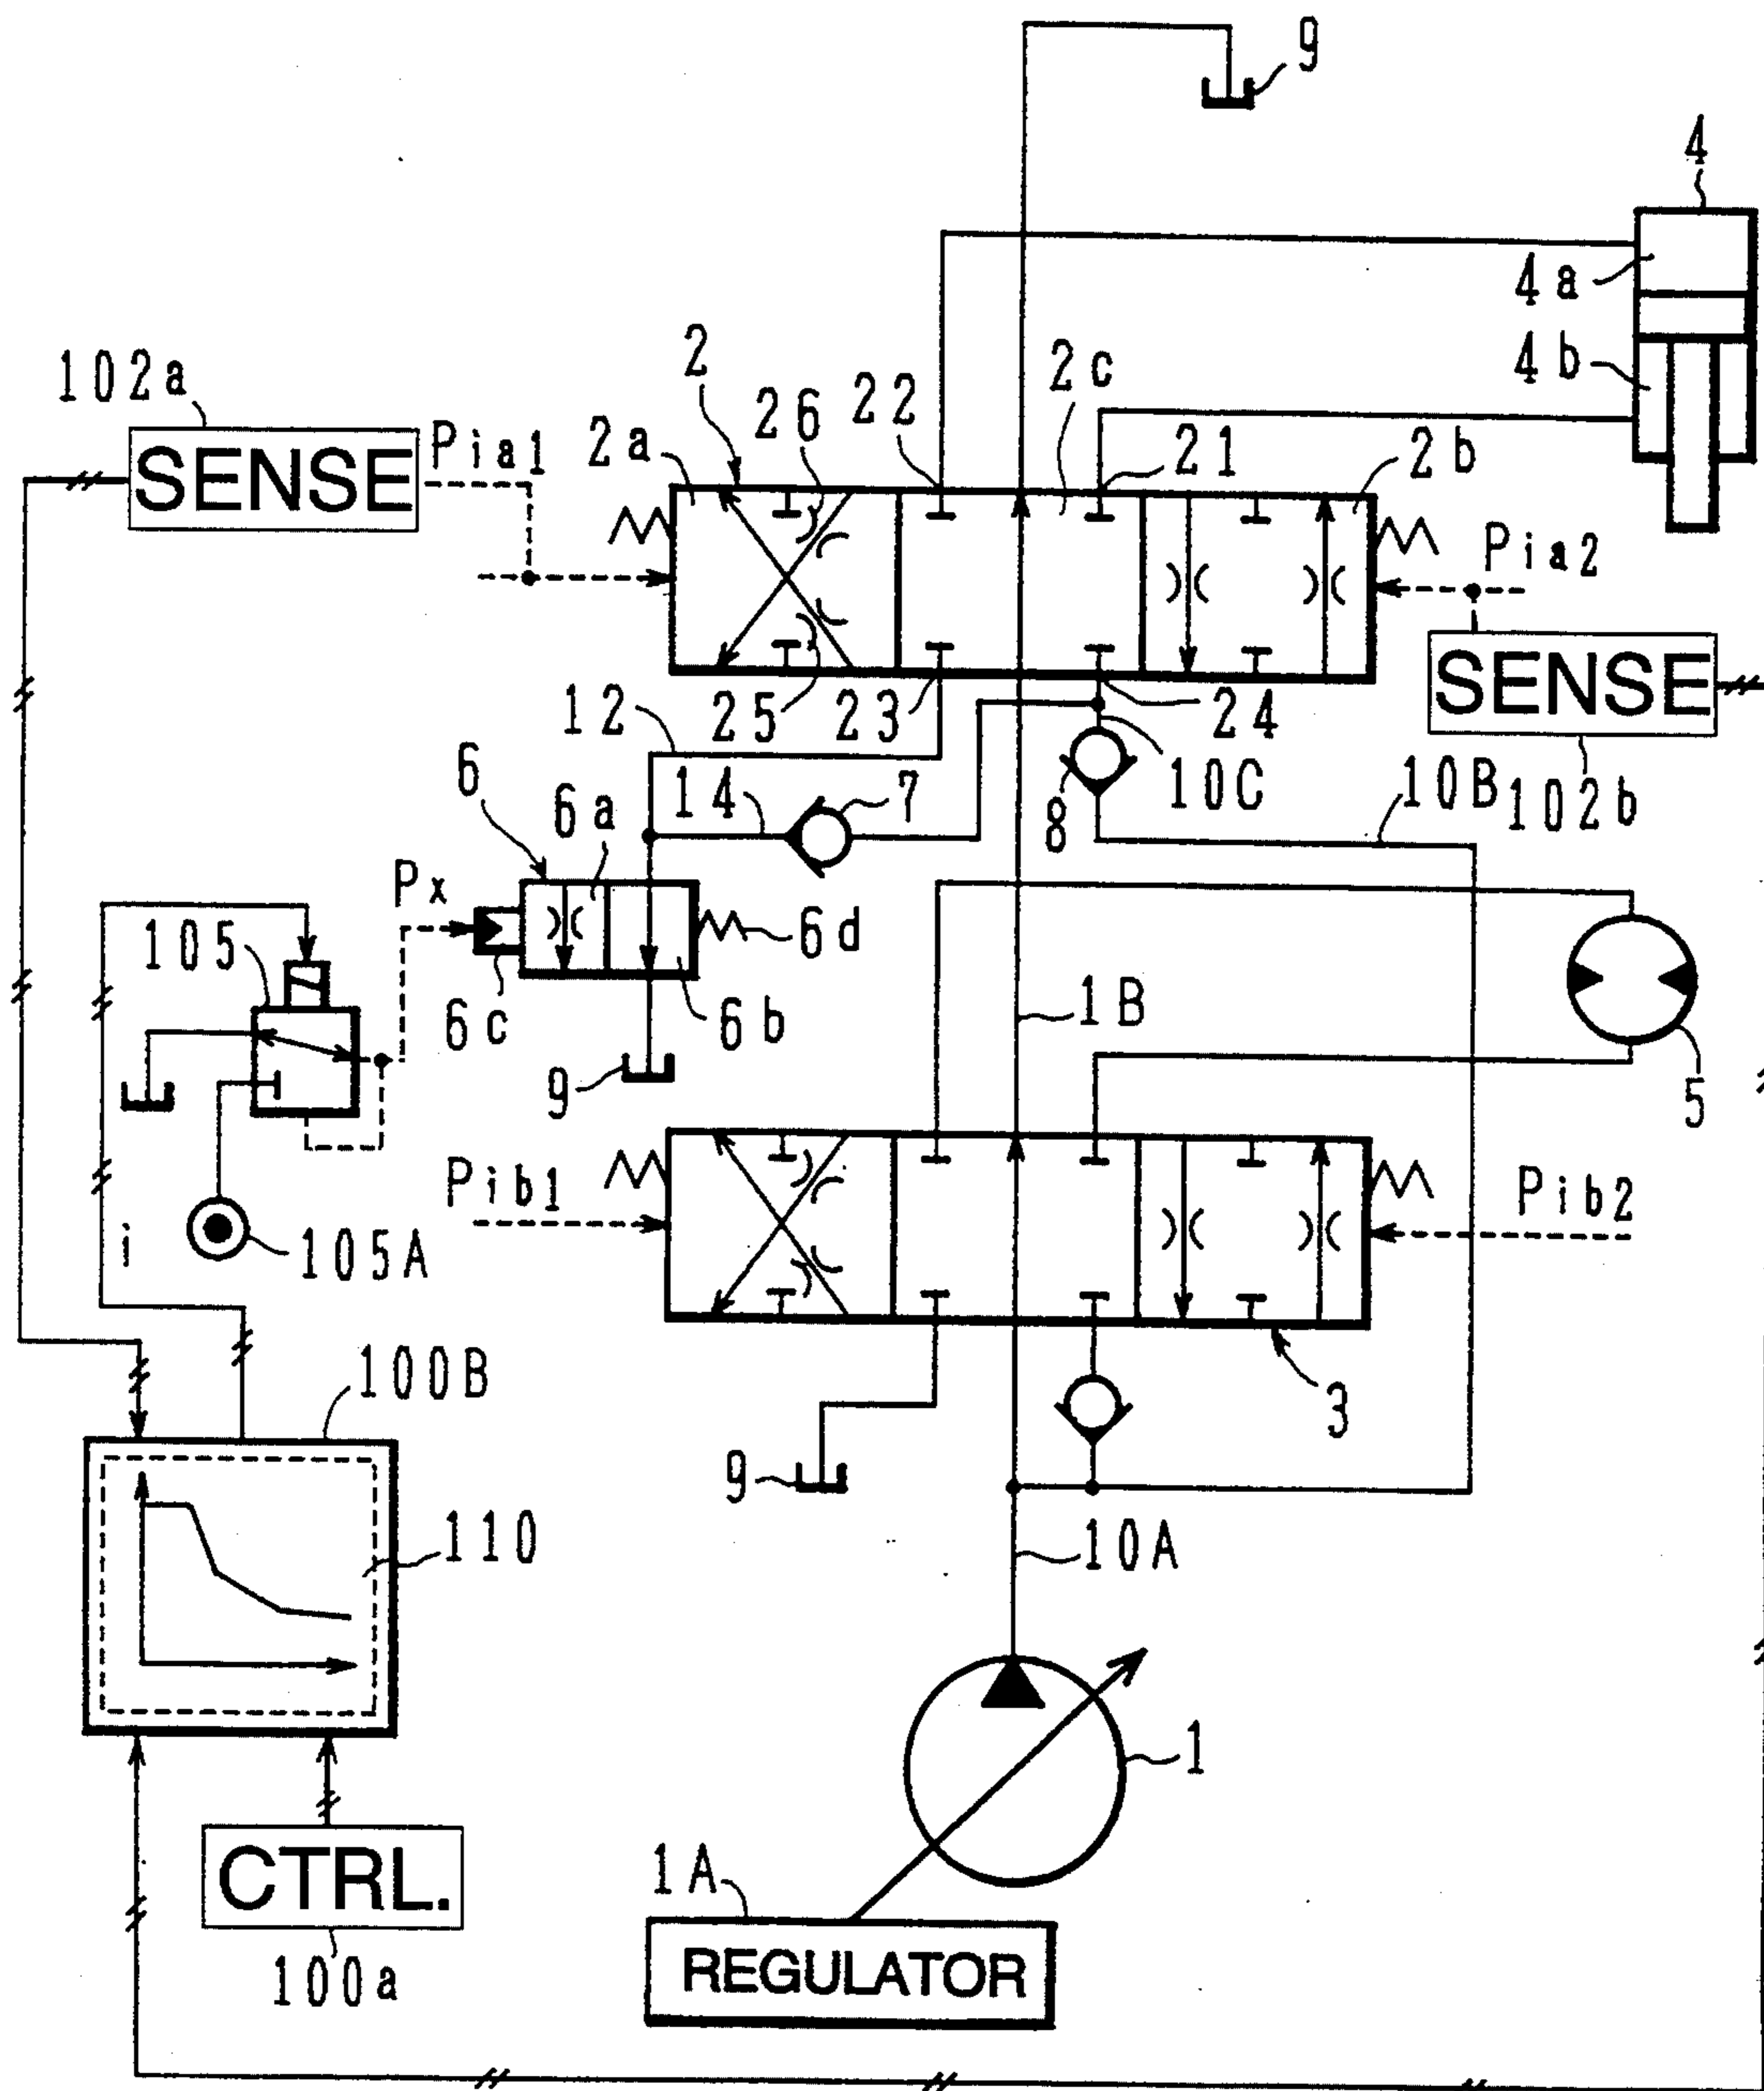 9
4
4a
4b
2
2c
22
26
2a
21
2b
102a
SENSE
Pia1
Pia2
SENSE
25
23
24
12
10C
10B
102b
6
6a
14
7
8
Px
6d
105
6c
6b
1B
9
5
Pib1
Pib2
i
105A
100B
3
9
110
10A
1
CTRL.
1A
100a
REGULATOR